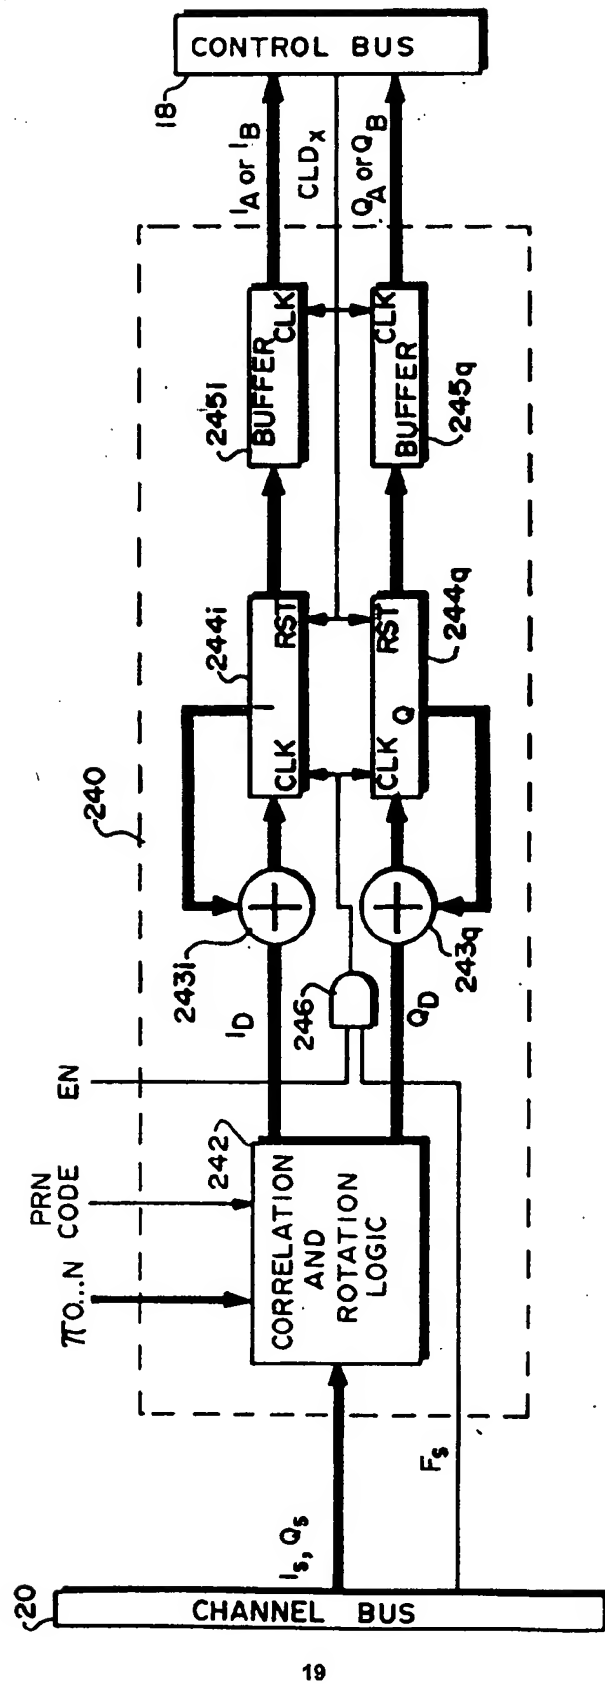 20
CHANNEL BUS
I_S, Q_S
F_S
π0...N
PRN
CODE
EN
240
242
CORRELATION
AND
ROTATION
LOGIC
I_D
Q_D
246
243i
243q
244i
CLK
I
RST
244q
CLK
Q
RST
245i
BUFFER
CLK
245q
BUFFER
CLK
I_A or I_B
CLD_X
Q_A or Q_B
18
CONTROL BUS
19